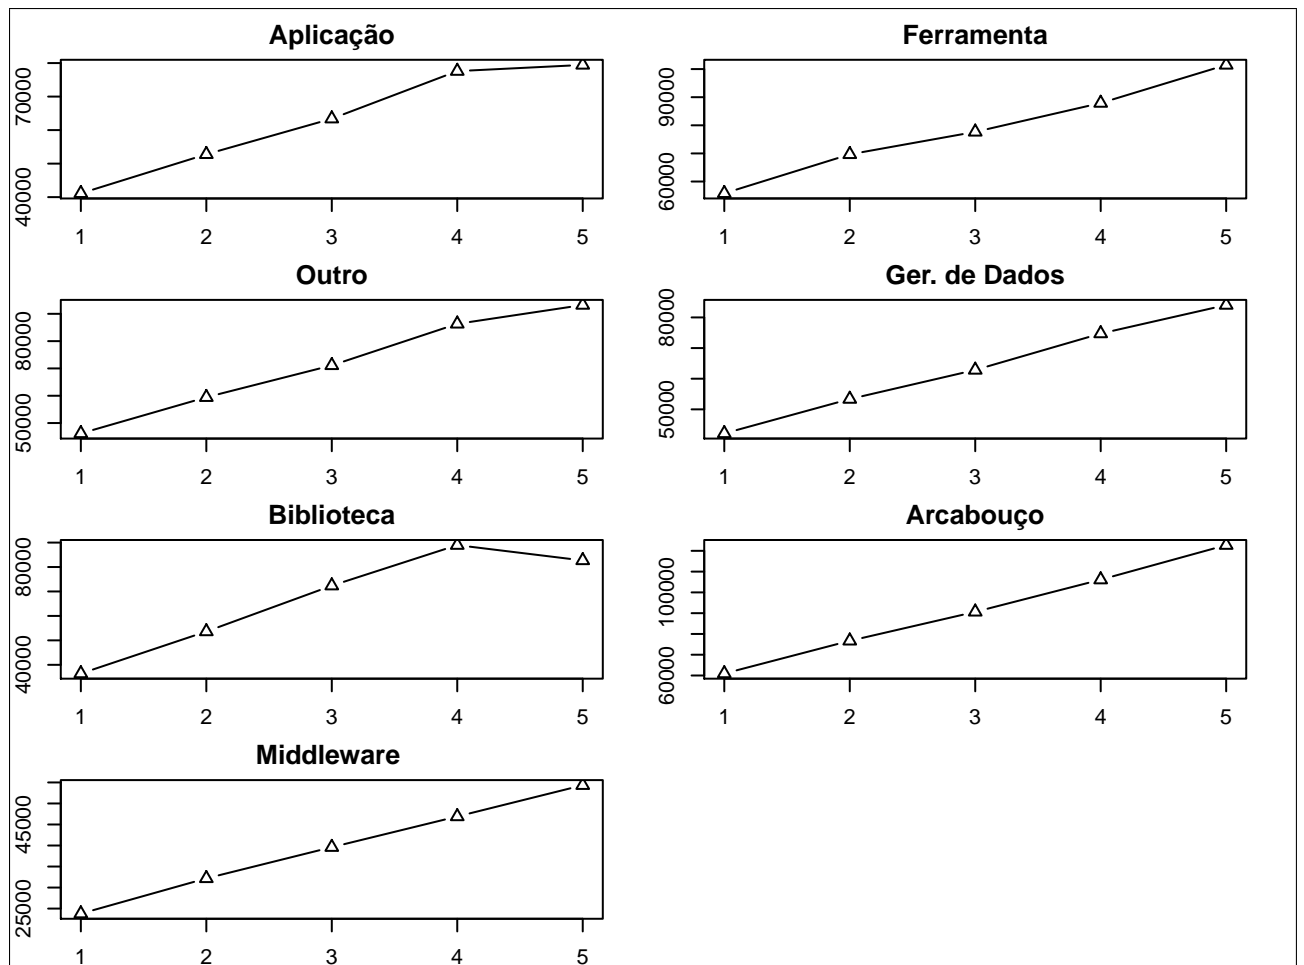 Aplicação
70000
40000
1 2 3 4 5
Ferramenta
90000
60000
1 2 3 4 5
Outro
80000
50000
1 2 3 4 5
Ger. de Dados
80000
50000
1 2 3 4 5
Biblioteca
80000
40000
1 2 3 4 5
Arcabouço
100000
60000
1 2 3 4 5
Middleware
45000
25000
1 2 3 4 5